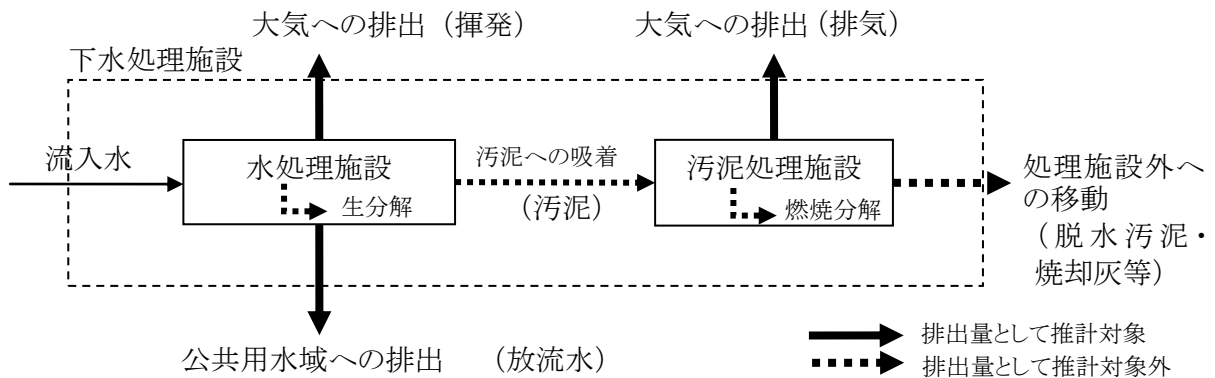 大気への排出（揮発）
大気への排出（排気）
下水処理施設
流入水
水処理施設
生分解
汚泥への吸着
（汚泥）
汚泥処理施設
燃焼分解
処理施設外へ
の移動
（脱水汚泥・
焼却灰等）
公共用水域への排出　（放流水）
排出量として推計対象
排出量として推計対象外